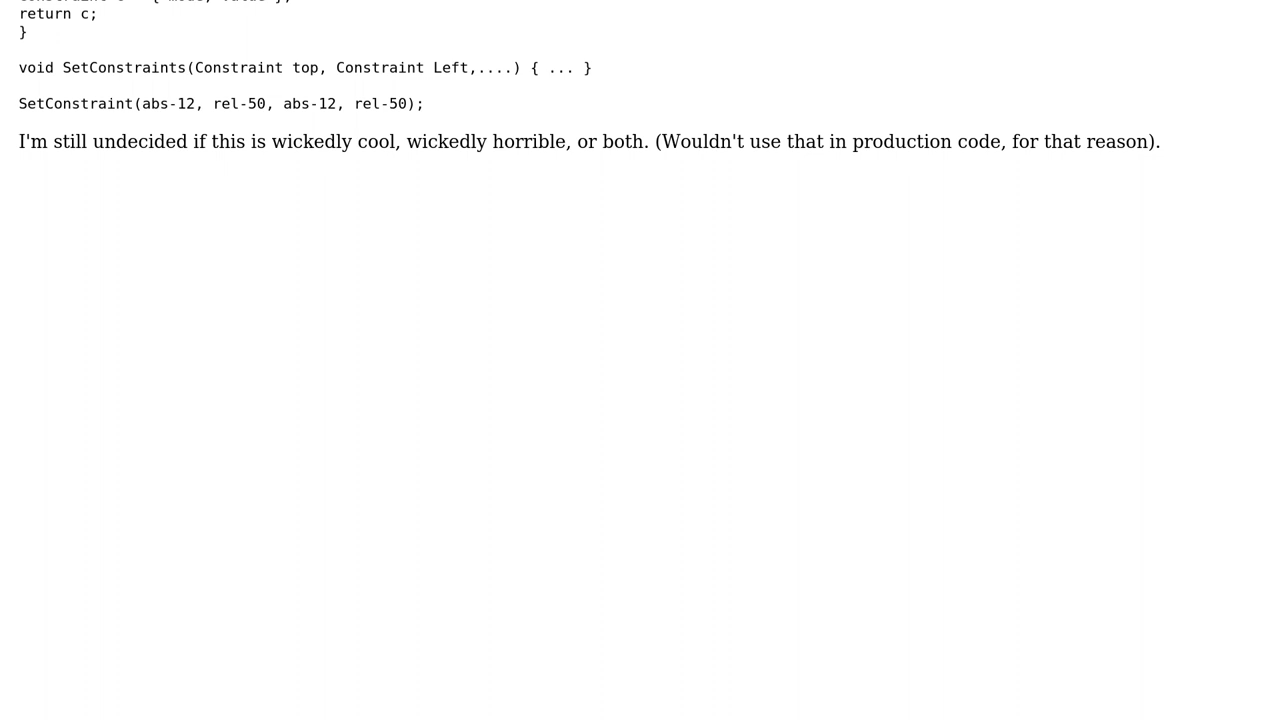 return c;
}
void SetConstraints(Constraint top, Constraint Left,....) { ... }
SetConstraint(abs-12, rel-50, abs-12, rel-50);
I'm still undecided if this is wickedly cool, wickedly horrible, or both. (Wouldn't use that in production code, for that reason).